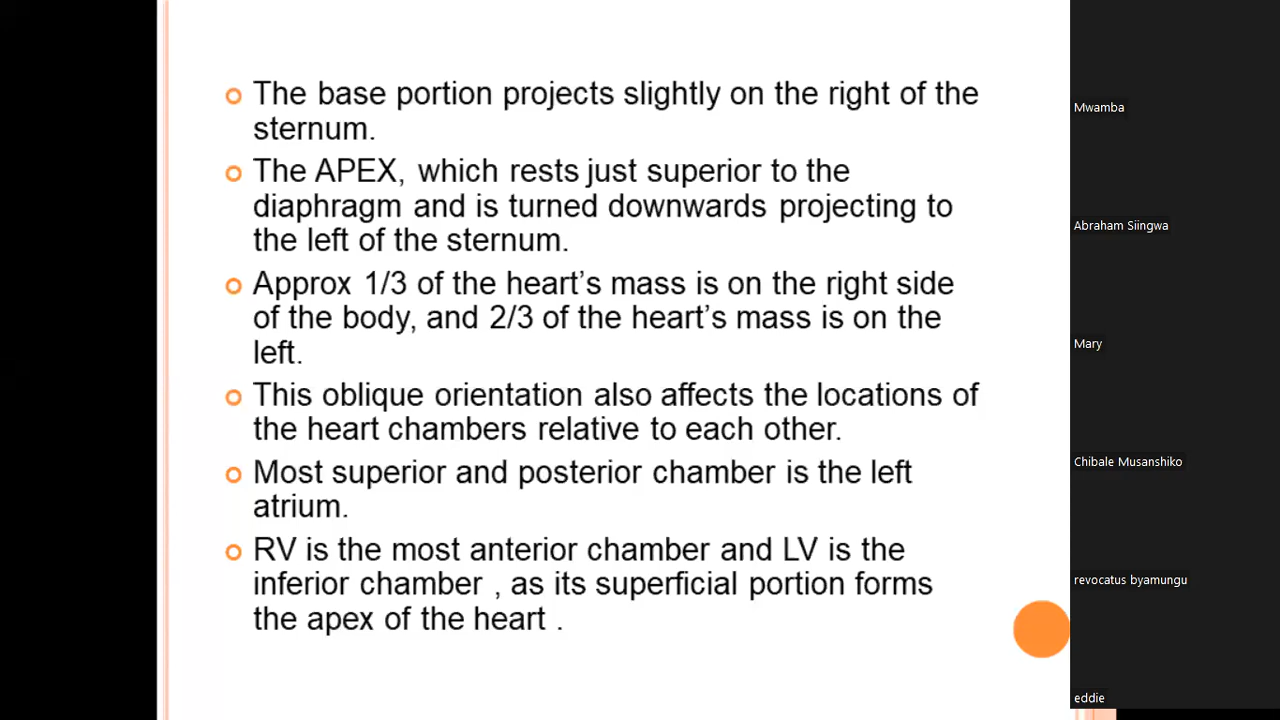 The base portion projects slightly on the right of the
sternum.
The APEX, which rests just superior to the
diaphragm and is turned downwards projecting to
the left of the sternum.
Approx 1/3 of the heart's mass is on the right side
of the body, and 2/3 of the heart's mass is on the
left.
This oblique orientation also affects the locations of
the heart chambers relative to each other.
Most superior and posterior chamber is the left
atrium.
RV is the most anterior chamber and LV is the
inferior chamber , as its superficial portion forms
the apex of the heart .
Mwamba
Abraham Siingwa
Mary
Chibale Musanshiko
revocatus byamungu
eddie